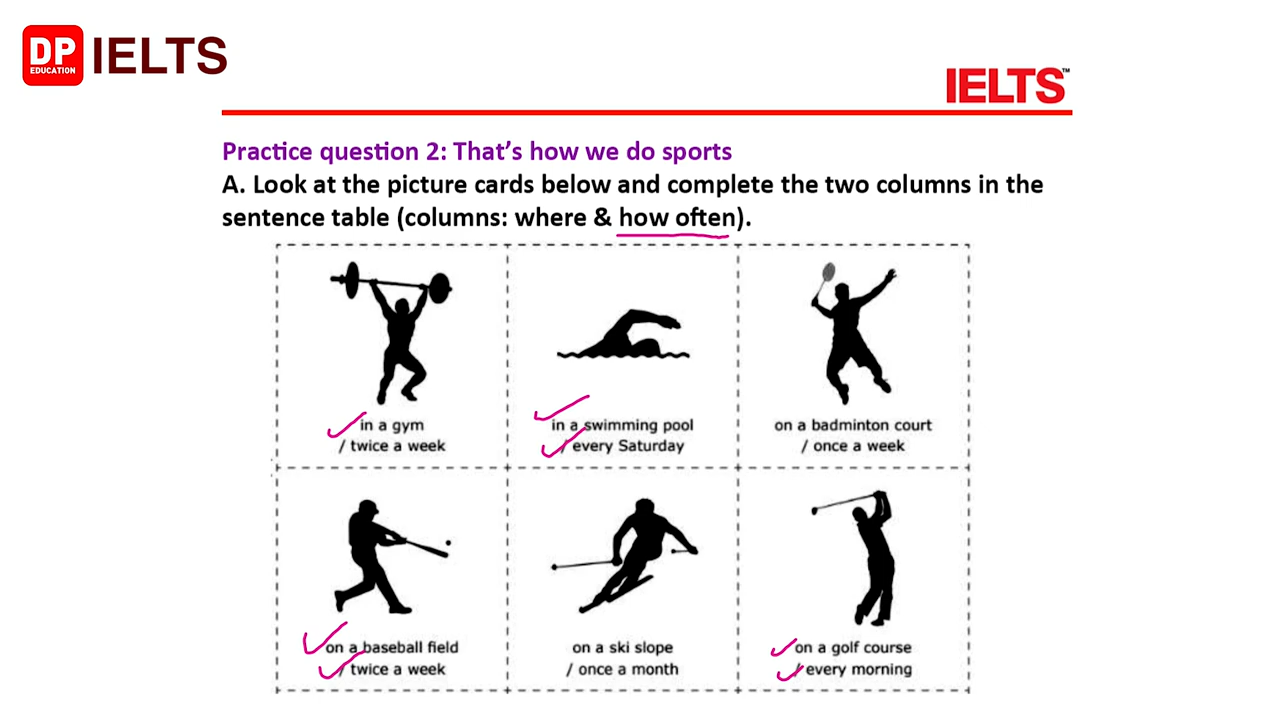 DP
EDUCATION
IELTS
IELTS™
Practice question 2: That's how we do sports
A. Look at the picture cards below and complete the two columns in the
sentence table (columns: where & how often).
in a gym
/ twice a week
in a swimming pool
/ every Saturday
on a badminton court
/ once a week
on a baseball field
/ twice a week
on a ski slope
/ once a month
on a golf course
/ every morning